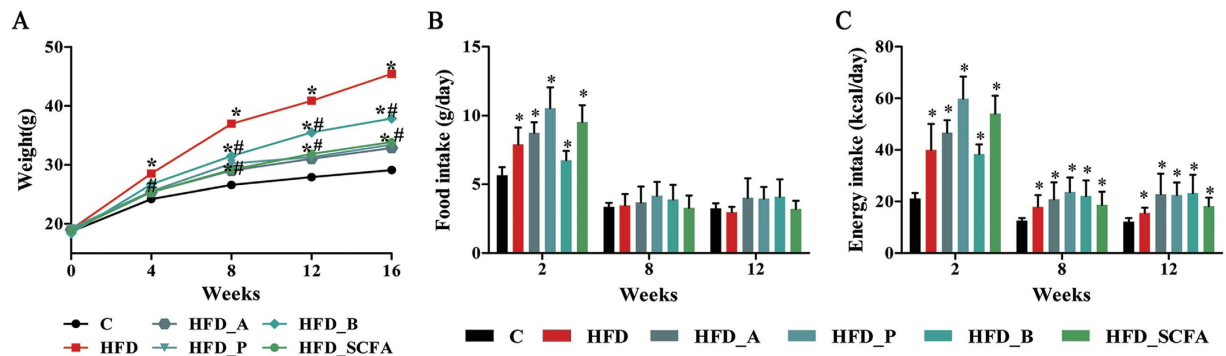 A
Weight(g)
50
40
30
20
* * * *
*# *# *#
# *# *# *#
0 4 8 12 16
Weeks
C HFD_A HFD_B
HFD HFD_P HFD_SCFA
B
Food intake (g/day)
15
10
5
0
* * * * *
2 8 12
Weeks
C
Energy intake (kcal/day)
80
60
40
20
0
* * * * *
* * * * *
* * * * *
2 8 12
Weeks
C HFD HFD_A HFD_P HFD_B HFD_SCFA